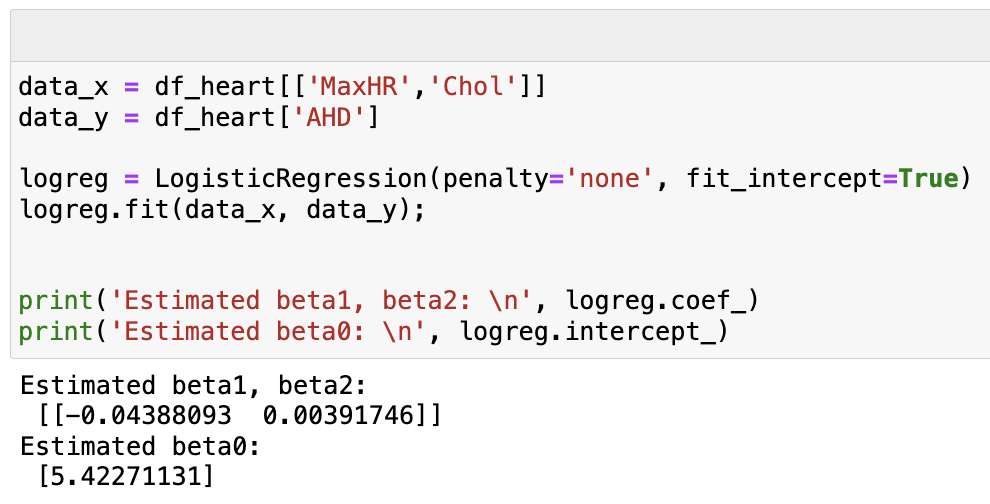 data_x = df_heart[['MaxHR','Chol']]
data_y = df_heart['AHD']
logreg = LogisticRegression(penalty='none', fit_intercept=True)
logreg.fit(data_x, data_y);
print('Estimated beta1, beta2: \n', logreg.coef_)
print('Estimated beta0: \n', logreg.intercept_)
Estimated beta1, beta2:
[[-0.04388093  0.00391746]]
Estimated beta0:
[5.42271131]